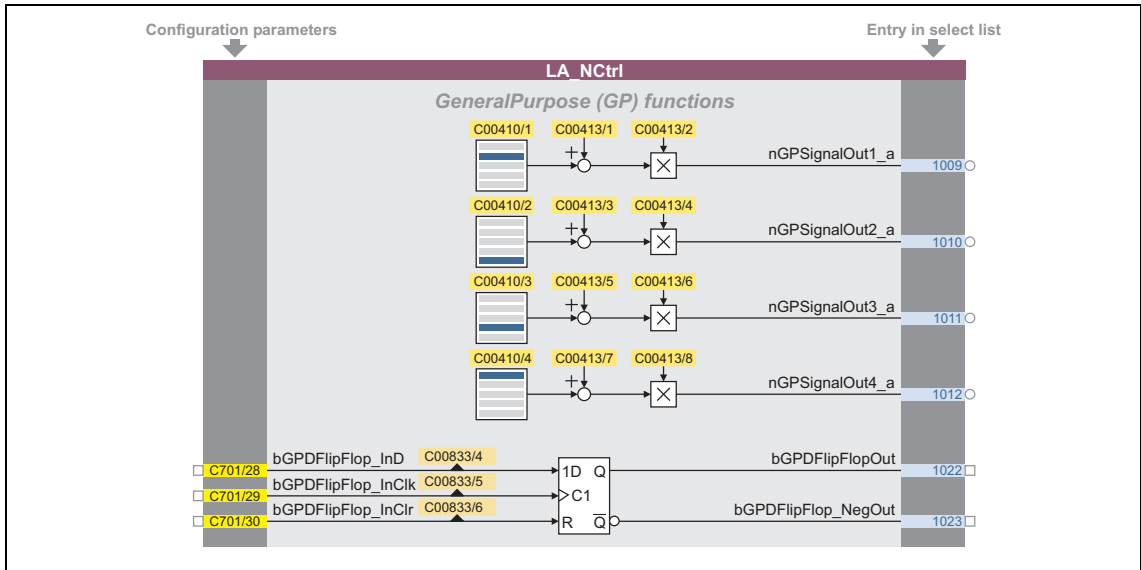 Configuration parameters Entry in select list
LA_NCtrl
GeneralPurpose (GP) functions
C00410/1 C00413/1 C00413/2
+ × nGPSignalOut1_a 1009
C00410/2 C00413/3 C00413/4
+ × nGPSignalOut2_a 1010
C00410/3 C00413/5 C00413/6
+ × nGPSignalOut3_a 1011
C00410/4 C00413/7 C00413/8
+ × nGPSignalOut4_a 1012
bGPDFlipFlop_InD C00833/4 bGPDFlipFlopOut
C701/28 1D Q 1022
bGPDFlipFlop_InClk C00833/5
C701/29 C1
bGPDFlipFlop_InClr C00833/6 bGPDFlipFlop_NegOut
C701/30 R Q̅ 1023